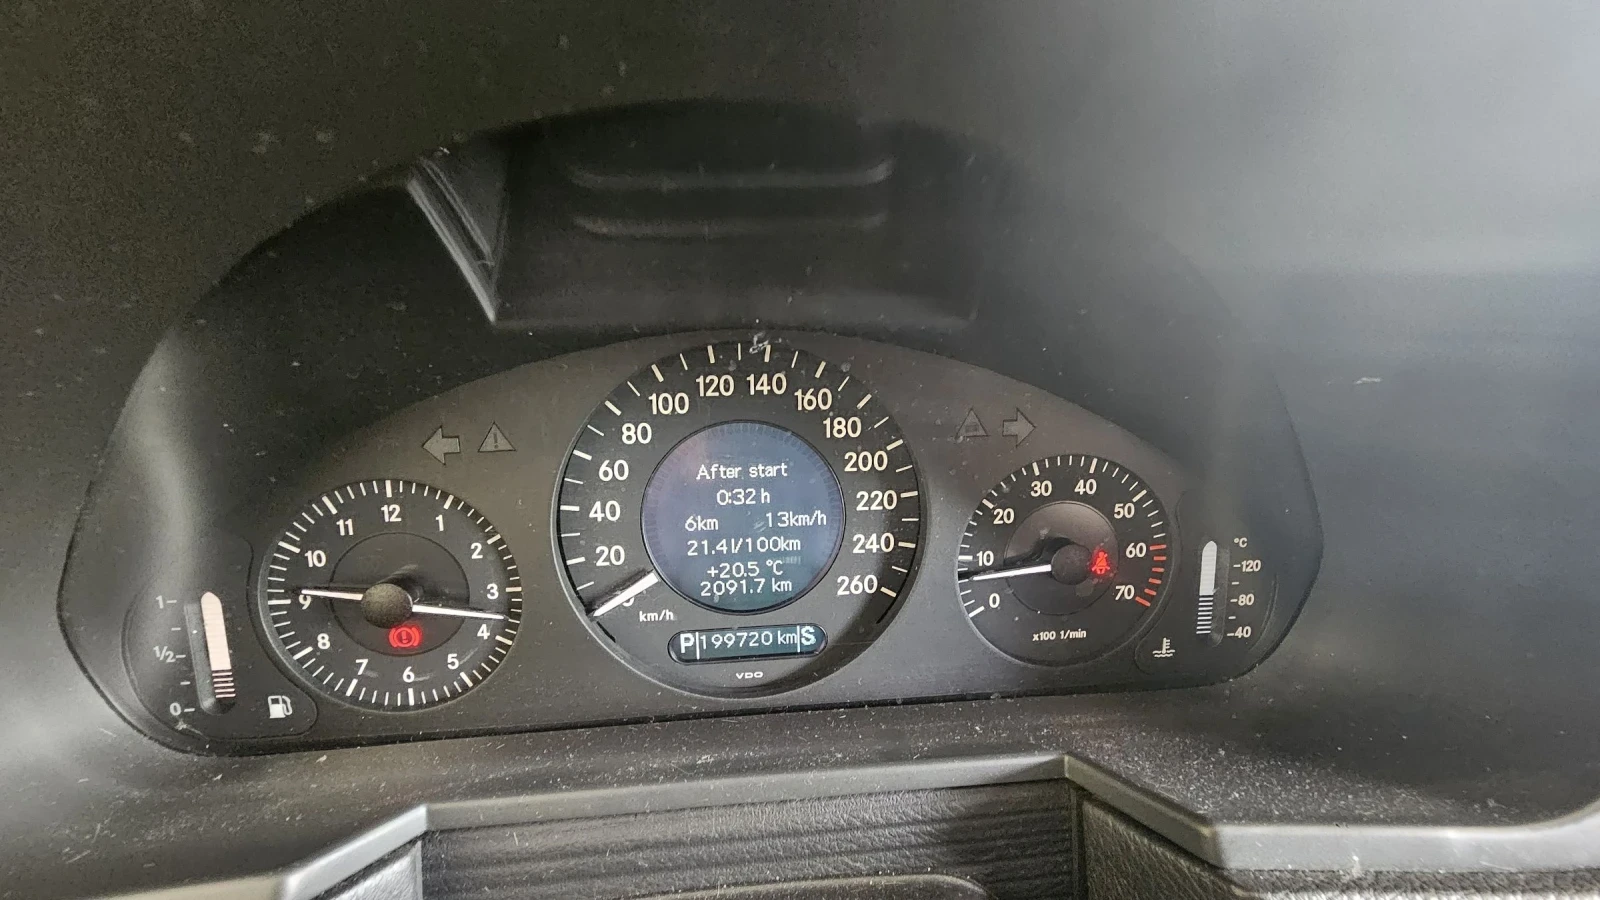 After start
0:32 h
6km 13km/h
21.4l/100km
+20.5 °C
2091.7 km
P 199720 km S
VDO
20 40 60 80 100 120 140 160 180 200 220 240 260
km/h
12 1 2 3 4 5 6 7 8 9 10 11
1
1/2
0
0 10 20 30 40 50 60 70
x100 1/min
°C
120
80
40